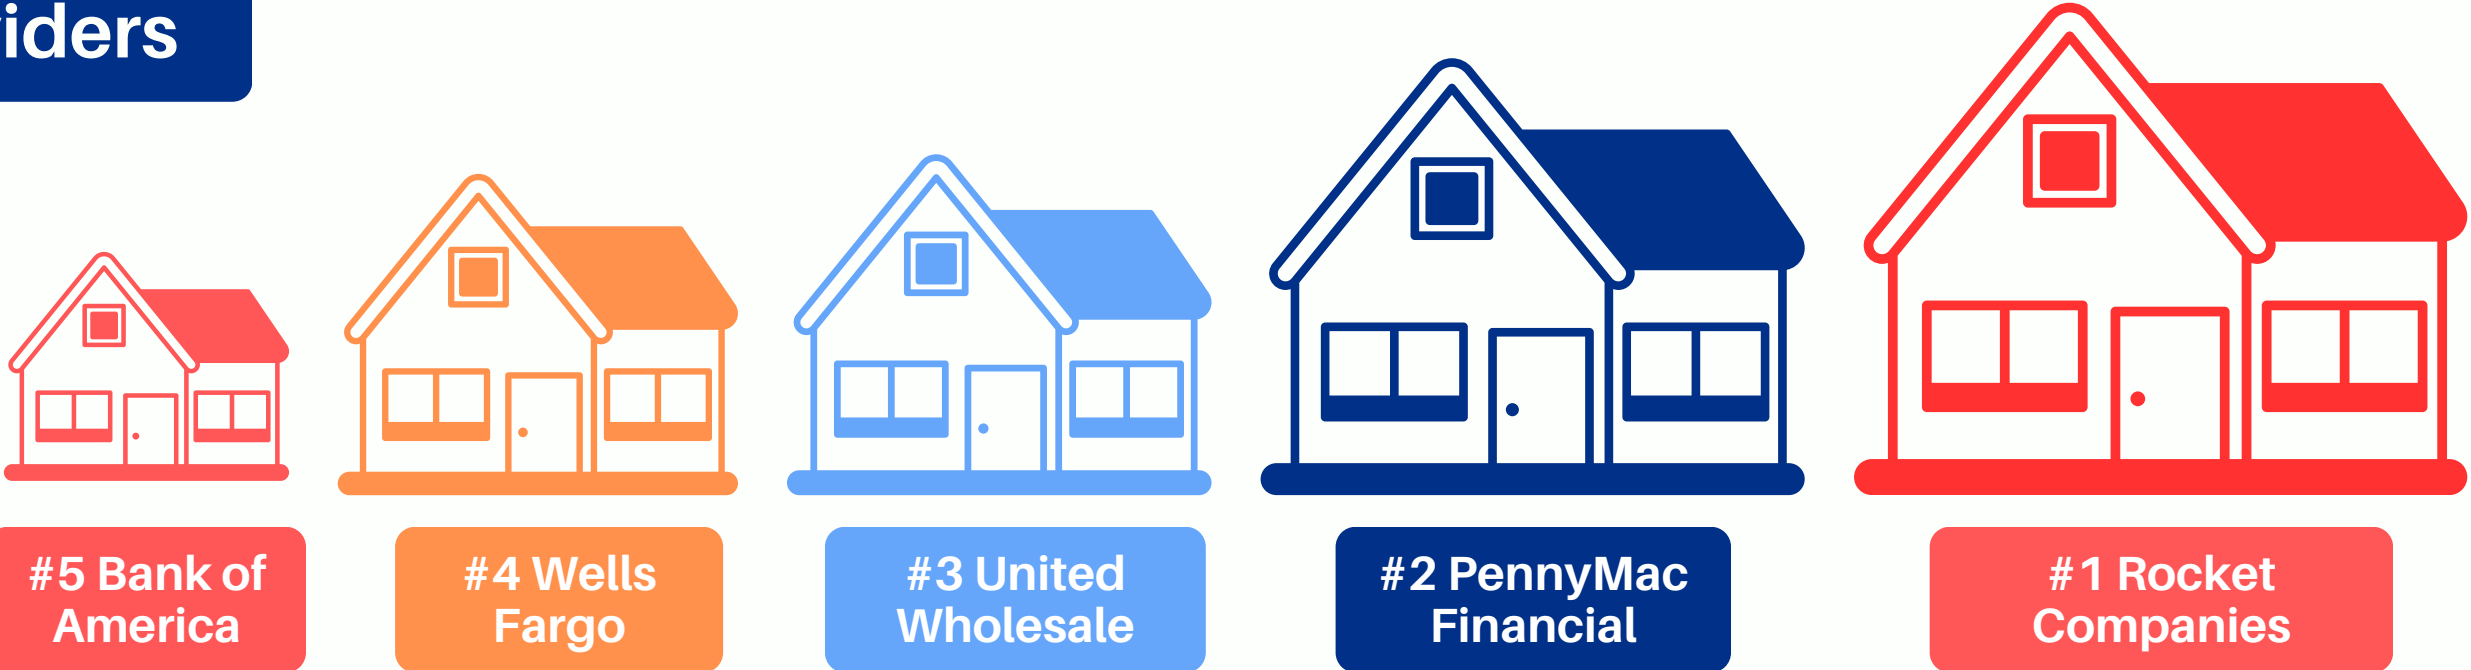 iders
#5 Bank of
America
#4 Wells
Fargo
#3 United
Wholesale
#2 PennyMac
Financial
#1 Rocket
Companies